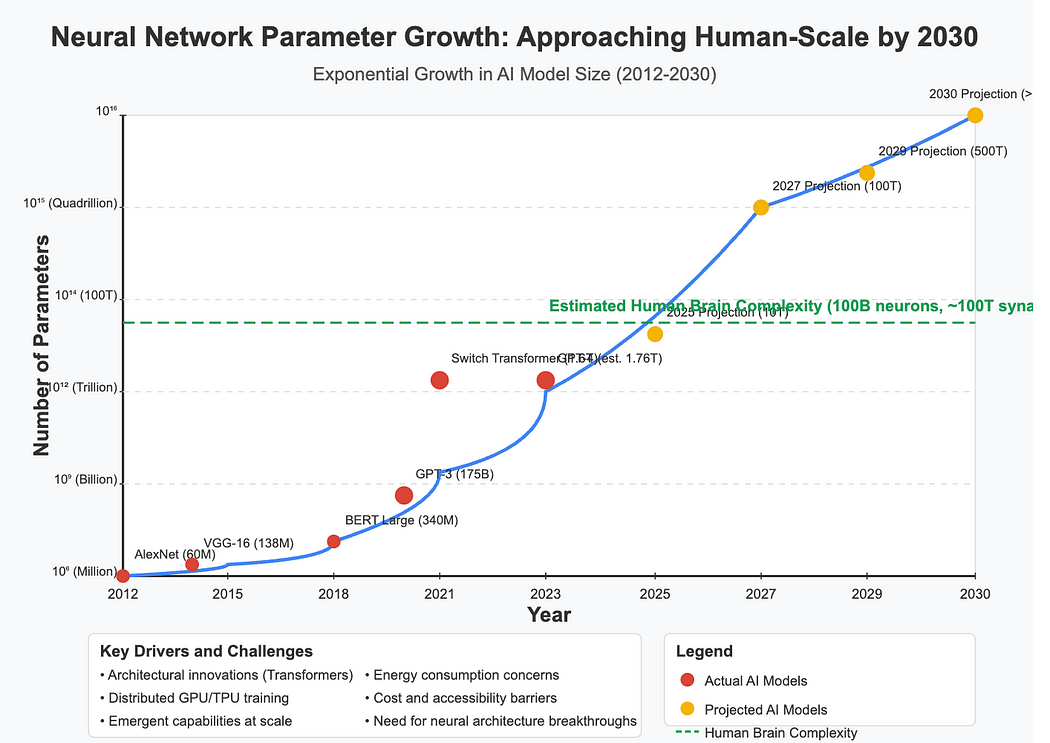 Neural Network Parameter Growth: Approaching Human-Scale by 2030
Exponential Growth in AI Model Size (2012-2030)
2030 Projection (>
10¹⁶
2029 Projection (500T)
2027 Projection (100T)
10¹⁵ (Quadrillion)
10¹⁴ (100T)
Estimated Human Brain Complexity (100B neurons, ~100T syna
2025 Projection (10T)
Switch Transformer (1.6T)
GPT-4 (est. 1.76T)
10¹² (Trillion)
GPT-3 (175B)
10⁹ (Billion)
BERT Large (340M)
VGG-16 (138M)
AlexNet (60M)
10⁶ (Million)
Number of Parameters
2012 2015 2018 2021 2023 2025 2027 2029 2030
Year
Key Drivers and Challenges
• Architectural innovations (Transformers)
• Distributed GPU/TPU training
• Emergent capabilities at scale
• Energy consumption concerns
• Cost and accessibility barriers
• Need for neural architecture breakthroughs
Legend
Actual AI Models
Projected AI Models
Human Brain Complexity